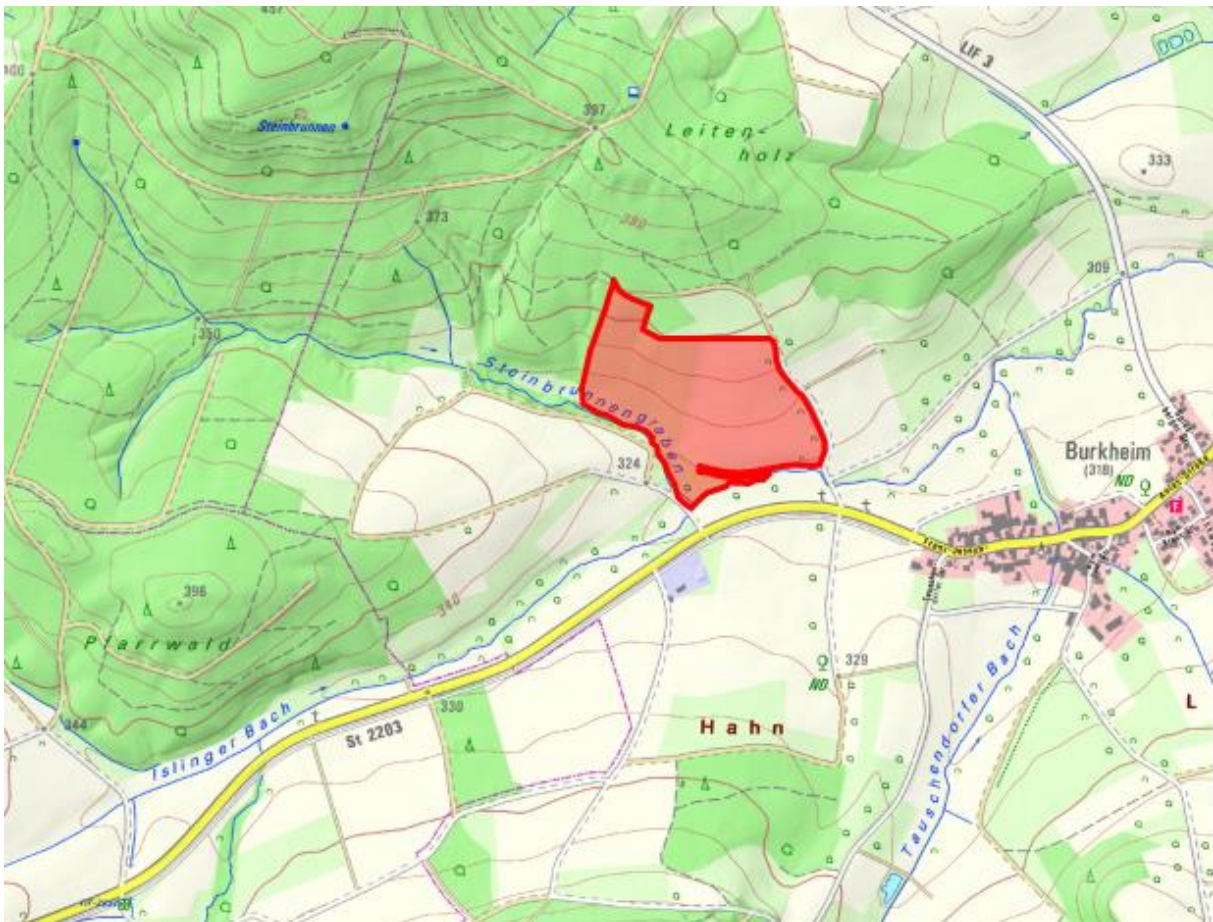 LIF 3
397
Leiten-
holz
Steinbrunnen
333
380
373
309
350
Steinbrunnengraben
324
Burkheim
(318)
ND
F
396
340
Pfarrwald
329
ND
344
330
Hahn
L
Islinger Bach
St 2203
Tauschendorfer Bach